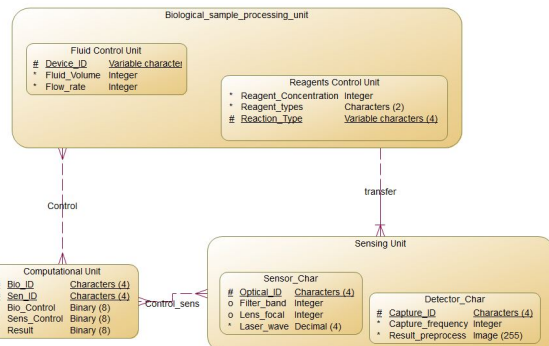 Biological_sample_processing_unit
Fluid Control Unit
# Device_ID Variable character
* Fluid_Volume Integer
* Flow_rate Integer
Reagents Control Unit
* Reagent_Concentration Integer
* Reagent_types Characters (2)
# Reaction_Type Variable characters (4)
Control
transfer
Computational Unit
Bio_ID Characters (4)
Sen_ID Characters (4)
Bio_Control Binary (8)
Sens_Control Binary (8)
Result Binary (8)
Control_sens
Sensing Unit
Sensor_Char
# Optical_ID Characters (4)
o Filter_band Integer
o Lens_focal Integer
* Laser_wave Decimal (4)
Detector_Char
# Capture_ID Characters (4)
* Capture_frequency Integer
* Result_preprocess Image (255)